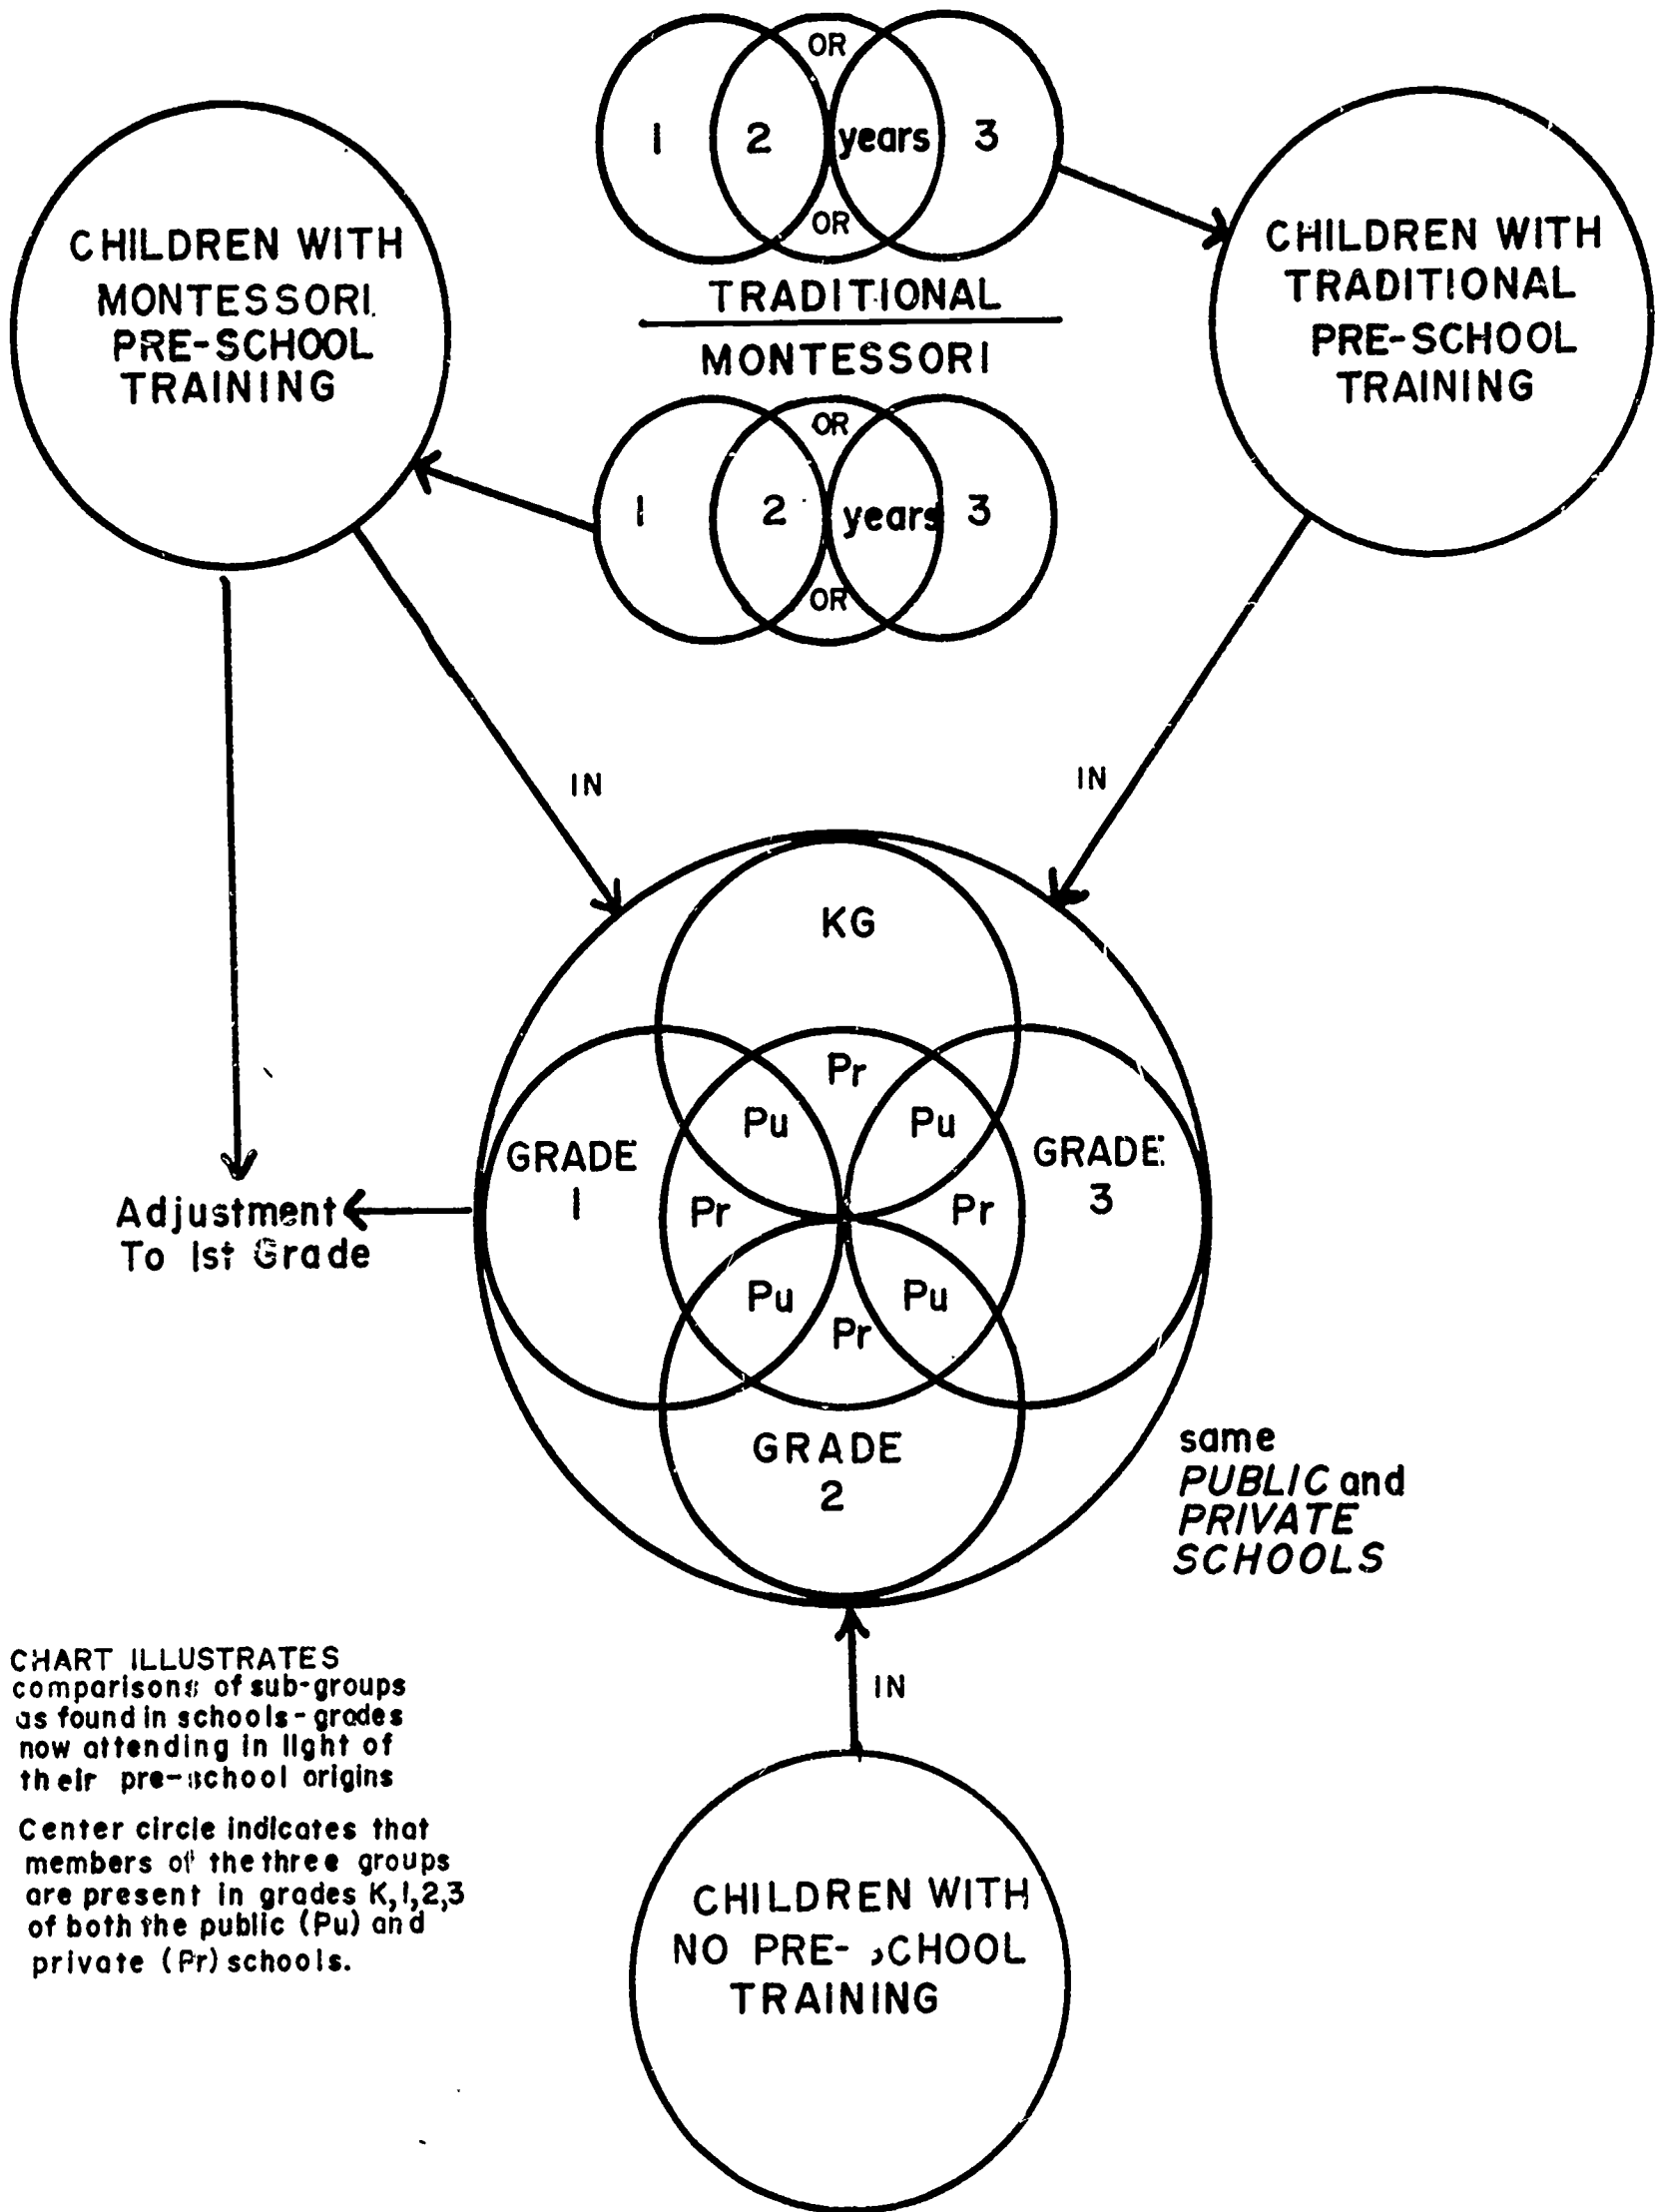 OR
1 2 years 3
OR
CHILDREN WITH
MONTESSORI
PRE-SCHOOL
TRAINING
TRADITIONAL
MONTESSORI
CHILDREN WITH
TRADITIONAL
PRE-SCHOOL
TRAINING
OR
1 2 years 3
OR
IN
IN
KG
Pr
Pu Pu
GRADE
1
GRADE
3
Pr Pr
Adjustment
To 1st Grade
Pu Pu
Pr
GRADE
2
same
PUBLIC and
PRIVATE
SCHOOLS
IN
CHART ILLUSTRATES
comparisons of sub-groups
as found in schools-grades
now attending in light of
their pre-school origins
Center circle indicates that
members of the three groups
are present in grades K,1,2,3
of both the public (Pu) and
private (Pr) schools.
CHILDREN WITH
NO PRE-SCHOOL
TRAINING